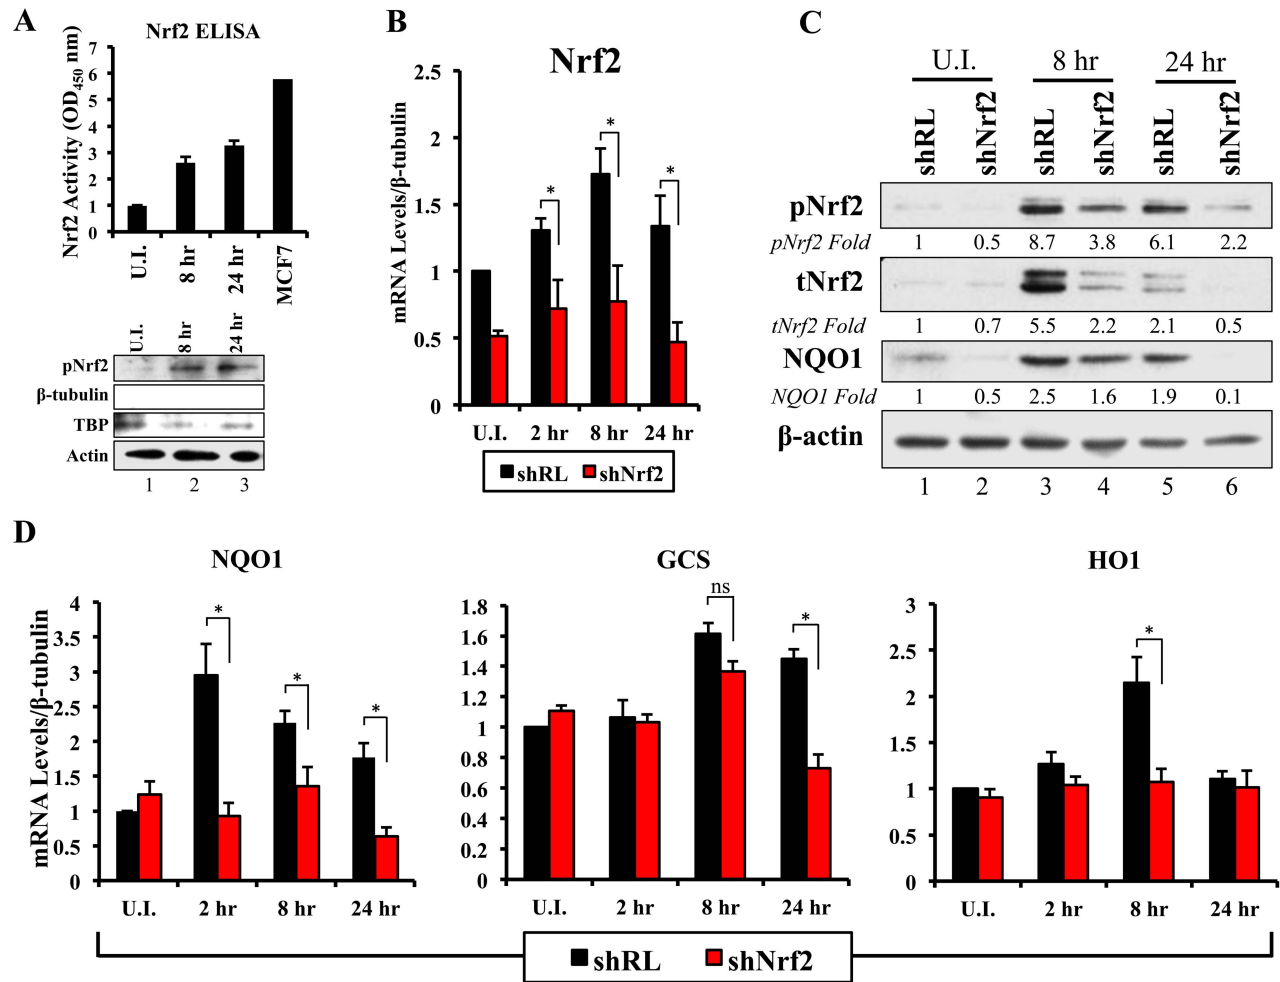 A
Nrf2 ELISA
Nrf2 Activity (OD450 nm)
7
6
5
4
3
2
1
0
U.I.
8 hr
24 hr
MCF7
U.I.
8 hr
24 hr
pNrf2
β-tubulin
TBP
Actin
1 2 3
B
Nrf2
mRNA Levels/β-tubulin
2.5
2
1.5
1
0.5
0
*
*
*
U.I. 2 hr 8 hr 24 hr
shRL shNrf2
C
U.I. 8 hr 24 hr
shRL shNrf2 shRL shNrf2 shRL shNrf2
pNrf2
pNrf2 Fold 1 0.5 8.7 3.8 6.1 2.2
tNrf2
tNrf2 Fold 1 0.7 5.5 2.2 2.1 0.5
NQO1
NQO1 Fold 1 0.5 2.5 1.6 1.9 0.1
β-actin
1 2 3 4 5 6
D
NQO1
mRNA Levels/β-tubulin
4
3.5
3
2.5
2
1.5
1
0.5
0
*
*
*
U.I. 2 hr 8 hr 24 hr
GCS
1.8
1.6
1.4
1.2
1
0.8
0.6
0.4
0.2
0
ns
*
U.I. 2 hr 8 hr 24 hr
HO1
3
2.5
2
1.5
1
0.5
0
*
U.I. 2 hr 8 hr 24 hr
shRL shNrf2